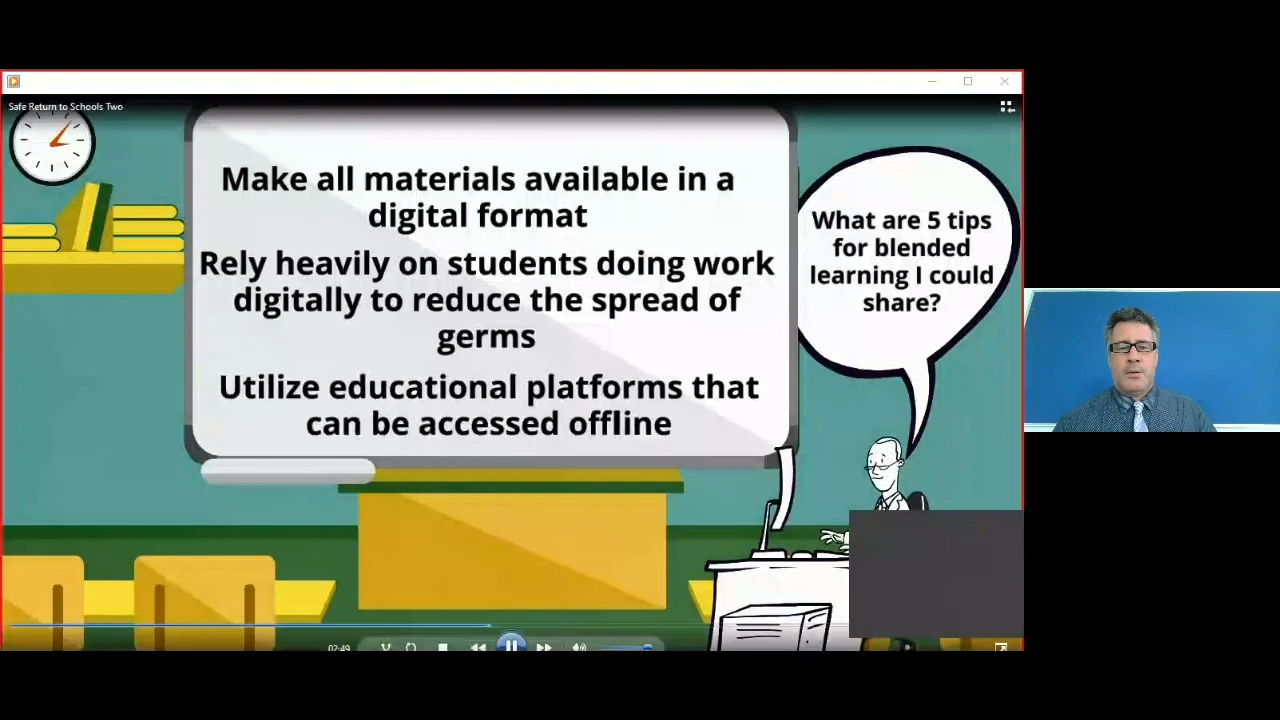 Safe Return to Schools Two
Make all materials available in a
digital format
Rely heavily on students doing work
digitally to reduce the spread of
germs
Utilize educational platforms that
can be accessed offline
What are 5 tips
for blended
learning I could
share?
02:49